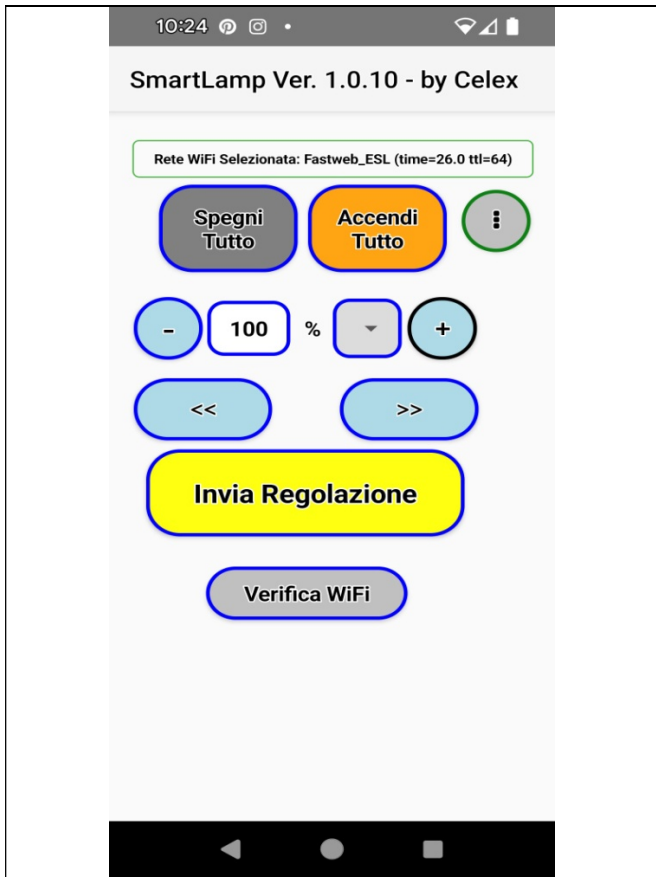 10:24
SmartLamp Ver. 1.0.10 - by Celex
Rete WiFi Selezionata: Fastweb_ESL (time=26.0 ttl=64)
Spegni
Tutto
Accendi
Tutto
-
100
%
+
<<
>>
Invia Regolazione
Verifica WiFi